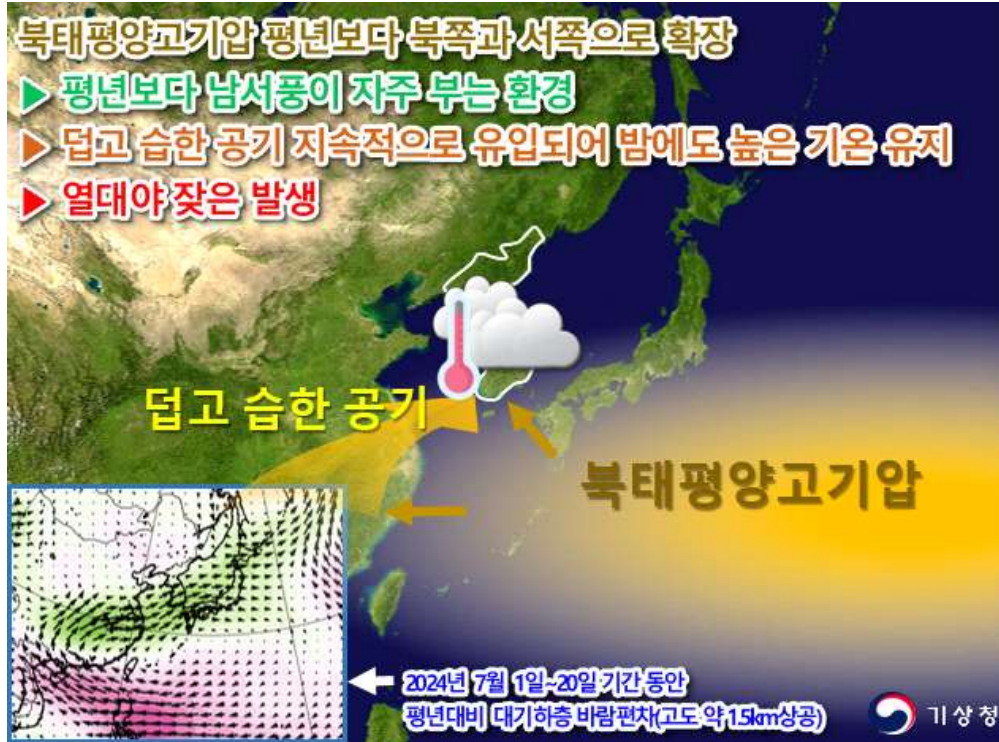 북태평양고기압 평년보다 북쪽과 서쪽으로 확장
▶ 평년보다 남서풍이 자주 부는 환경
▶ 덥고 습한 공기 지속적으로 유입되어 밤에도 높은 기온 유지
▶ 열대야 잦은 발생
덥고 습한 공기
북태평양고기압
2024년 7월 1일~20일 기간 동안
평년대비 대기하층 바람편차(고도 약 1.5km상공)
기상청